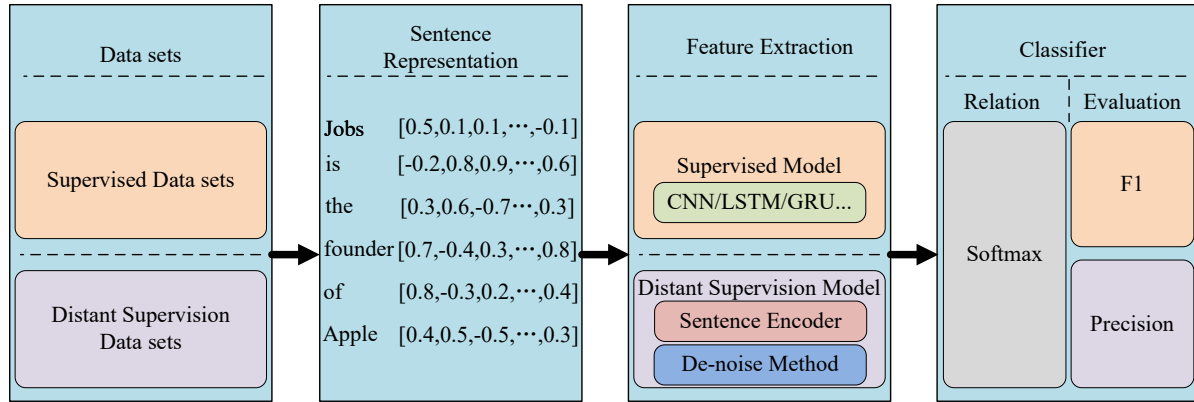 Data sets
Supervised Data sets
Distant Supervision
Data sets
Sentence
Representation
Jobs [0.5,0.1,0.1,⋯,-0.1]
is [-0.2,0.8,0.9,⋯,0.6]
the [0.3,0.6,-0.7⋯,0.3]
founder [0.7,-0.4,0.3,⋯,0.8]
of [0.8,-0.3,0.2,⋯,0.4]
Apple [0.4,0.5,-0.5,⋯,0.3]
Feature Extraction
Supervised Model
CNN/LSTM/GRU...
Distant Supervision Model
Sentence Encoder
De-noise Method
Classifier
Relation Evaluation
Softmax
F1
Precision